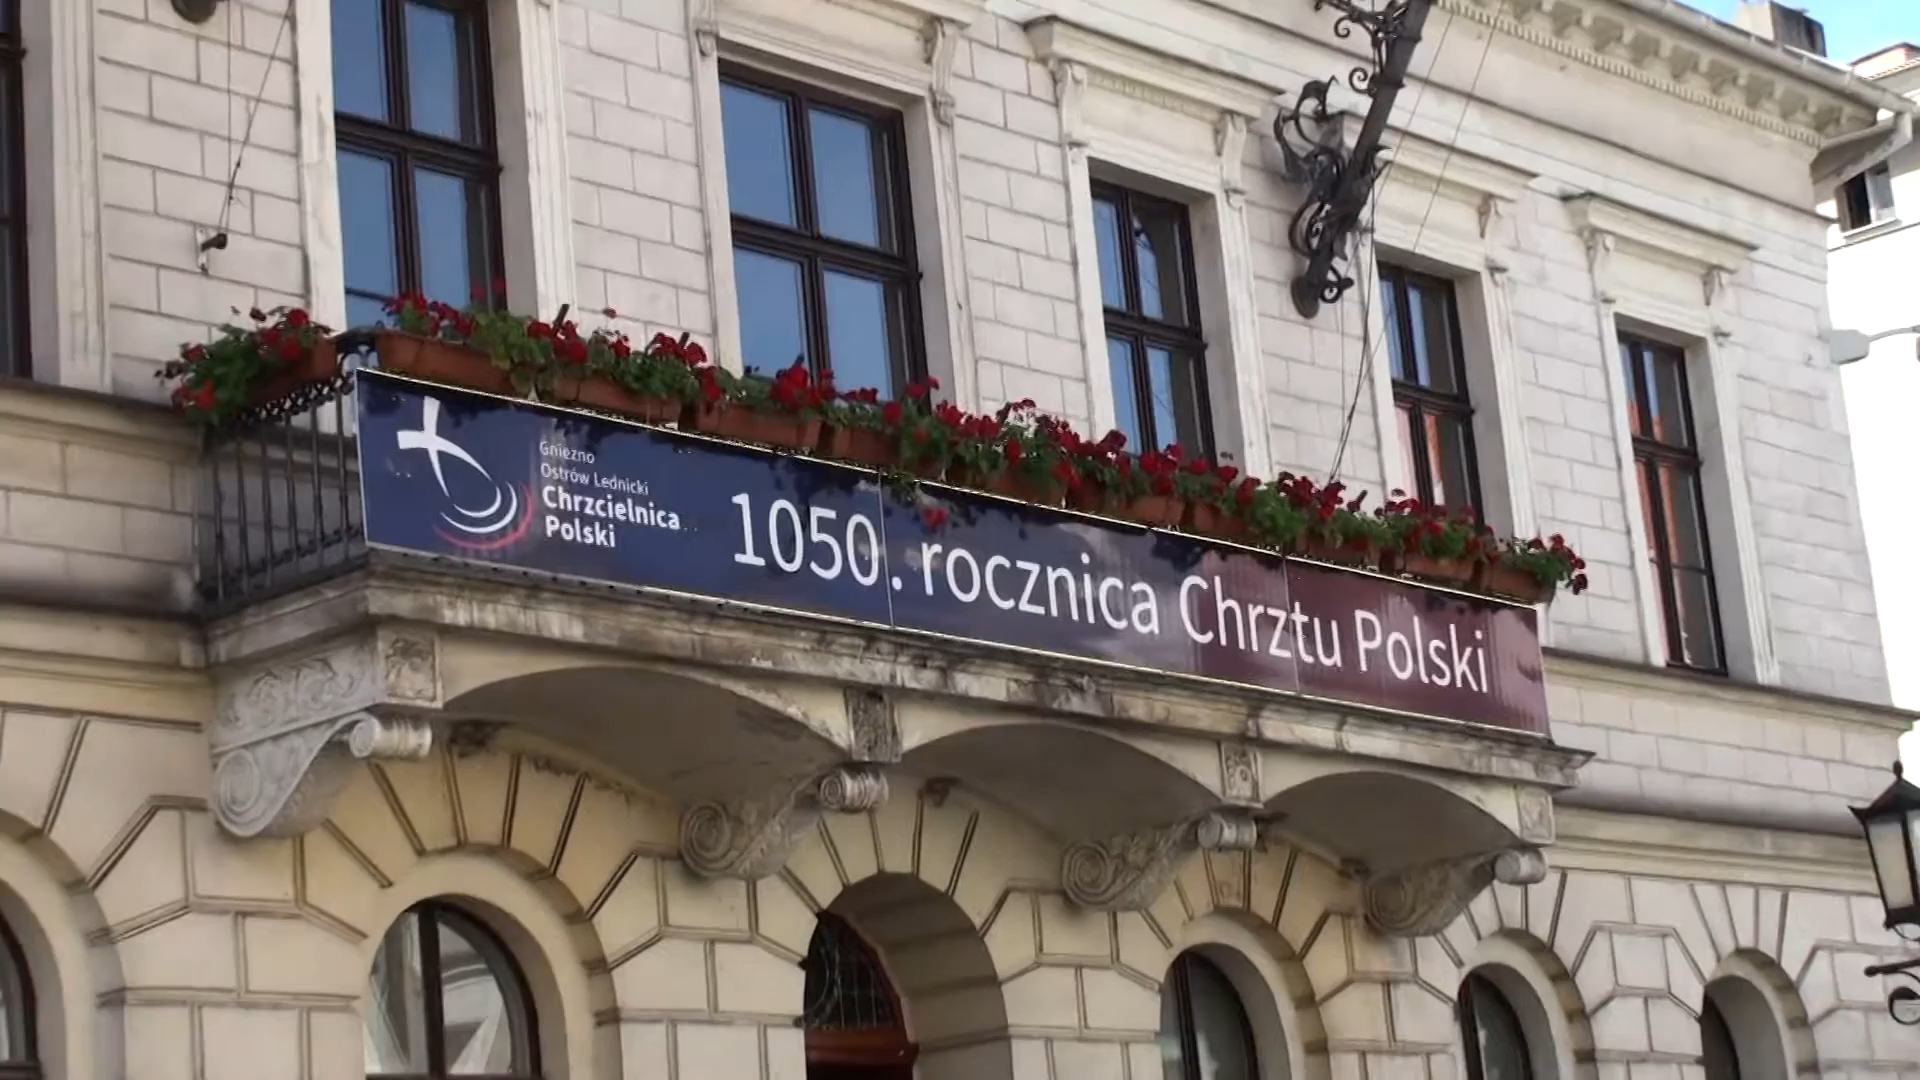 Gniezno
Ostrów Lednicki
Chrzcielnica
Polski
1050. rocznica Chrztu Polski